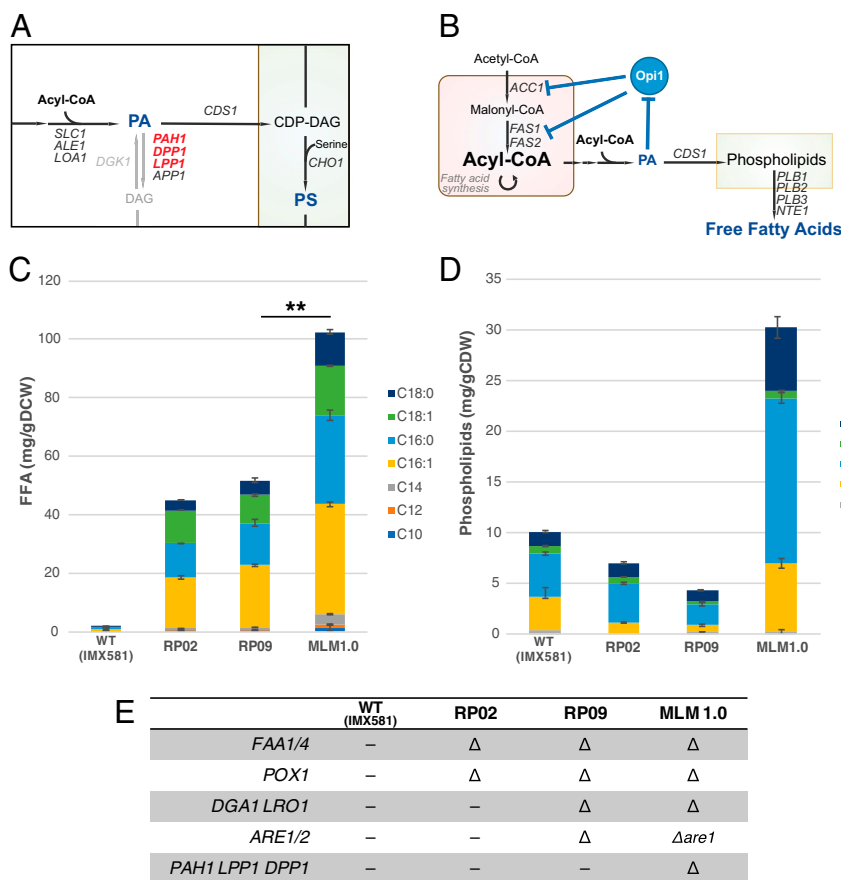 A
Acyl-CoA
PA
CDS1
SLC1
ALE1
LOA1
DGK1
PAH1
DPP1
LPP1
APP1
DAG
CDP-DAG
Serine
CHO1
PS
B
Acetyl-CoA
ACC1
Opi1
Malonyl-CoA
FAS1
FAS2
Acyl-CoA
Fatty acid
synthesis
Acyl-CoA
PA
CDS1
Phospholipids
PLB1
PLB2
PLB3
NTE1
Free Fatty Acids
C
FFA (mg/gDCW)
120
100
80
60
40
20
0
**
WT
(IMX581)
RP02
RP09
MLM1.0
C18:0
C18:1
C16:0
C16:1
C14
C12
C10
D
Phospholipids (mg/gCDW)
35
30
25
20
15
10
5
0
WT
(IMX581)
RP02
RP09
MLM1.0
E
WT (IMX581) RP02 RP09 MLM 1.0
FAA1/4 – Δ Δ Δ
POX1 – Δ Δ Δ
DGA1 LRO1 – – Δ Δ
ARE1/2 – – Δ Δare1
PAH1 LPP1 DPP1 – – – Δ